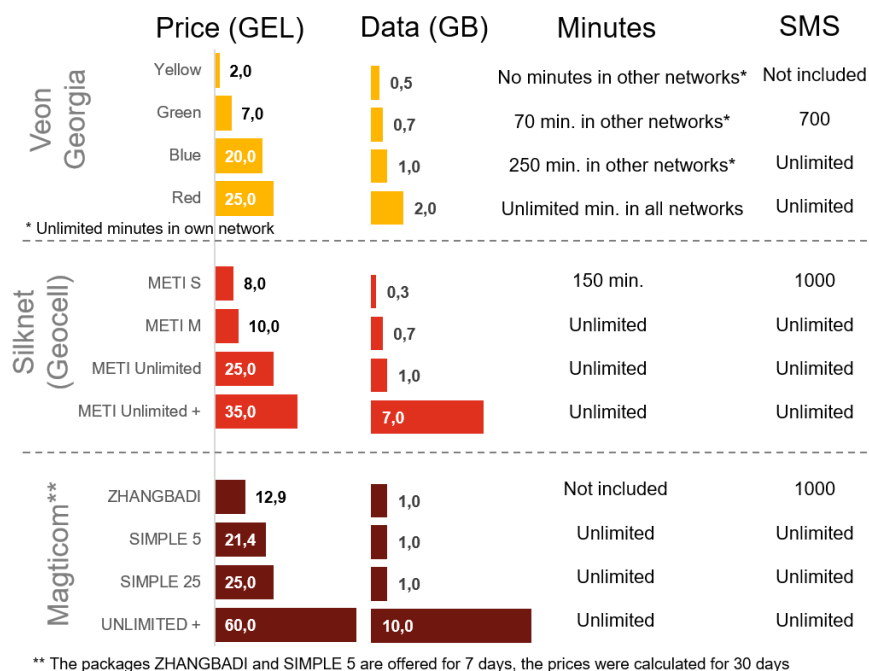 Price (GEL) Data (GB) Minutes SMS
Veon
Georgia
Yellow 2,0 0,5 No minutes in other networks* Not included
Green 7,0 0,7 70 min. in other networks* 700
Blue 20,0 1,0 250 min. in other networks* Unlimited
Red 25,0 2,0 Unlimited min. in all networks Unlimited
* Unlimited minutes in own network
Silknet
(Geocell)
METI S 8,0 0,3 150 min. 1000
METI M 10,0 0,7 Unlimited Unlimited
METI Unlimited 25,0 1,0 Unlimited Unlimited
METI Unlimited + 35,0 7,0 Unlimited Unlimited
Magticom**
ZHANGBADI 12,9 1,0 Not included 1000
SIMPLE 5 21,4 1,0 Unlimited Unlimited
SIMPLE 25 25,0 1,0 Unlimited Unlimited
UNLIMITED + 60,0 10,0 Unlimited Unlimited
** The packages ZHANGBADI and SIMPLE 5 are offered for 7 days, the prices were calculated for 30 days